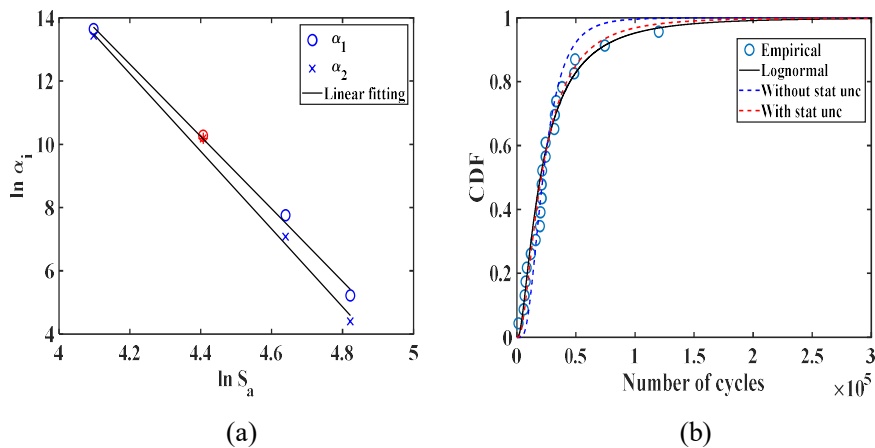 14
12
10
8
6
4
ln α_i
4
4.2
4.4
4.6
4.8
5
ln S_a
α_1
α_2
Linear fitting
(a)
1
0.8
0.6
0.4
0.2
0
CDF
0
0.5
1
1.5
2
2.5
3
Number of cycles
×10^5
Empirical
Lognormal
Without stat unc
With stat unc
(b)